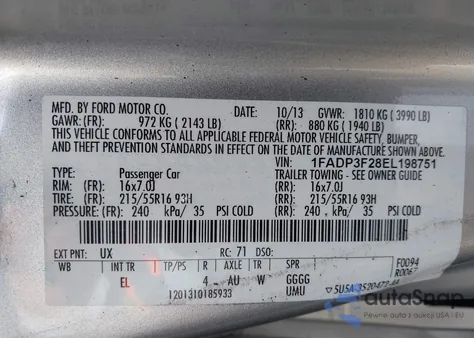 MFD. BY FORD MOTOR CO.
DATE: 10/13 GVWR: 1810 KG ( 3990 LB)
GAWR: (FR): 972 KG ( 2143 LB) (RR): 880 KG ( 1940 LB)
THIS VEHICLE CONFORMS TO ALL APPLICABLE FEDERAL MOTOR VEHICLE SAFETY, BUMPER,
AND THEFT PREVENTION STANDARDS IN EFFECT ON THE DATE OF MANUFACTURE SHOWN ABOVE.
VIN: 1FADP3F28EL198751
TYPE: Passenger Car TRAILER TOWING - SEE OWNER GUIDE
RIM: (FR): 16x7.0J (RR): 16x7.0J
TIRE: (FR): 215/55R16 93H (RR): 215/55R16 93H
PRESSURE: (FR): 240 kPa/ 35 PSI COLD (RR): 240 kPa/ 35 PSI COLD
EXT PNT: UX RC: 71 DSO:
WB INT TR TP/PS R AXLE TR SPR F0094
EL 4 AU W GGGG
1201310185933 UMU
autoSnap
Pewne auto z USA i EU